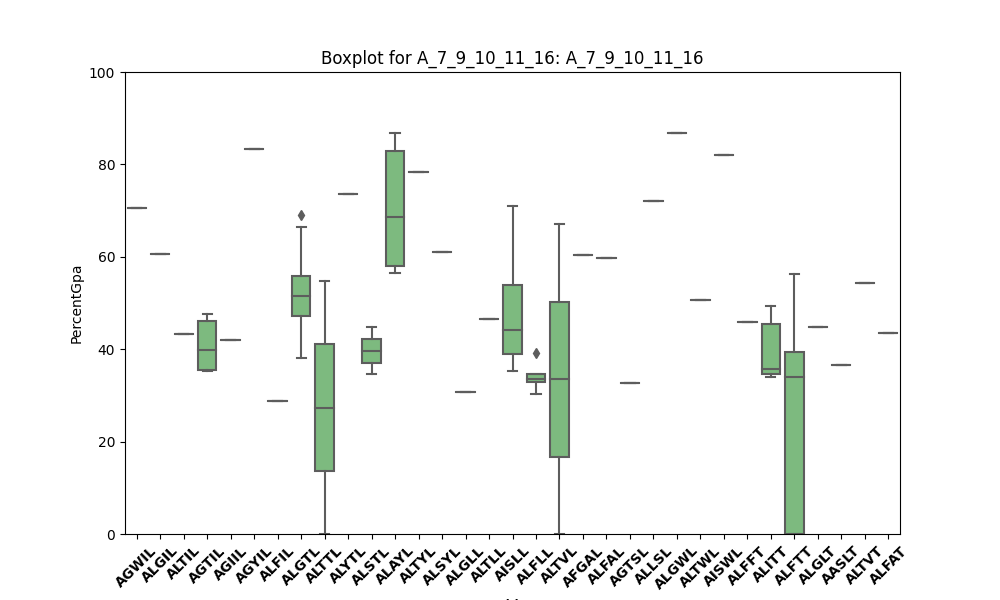 Boxplot for A_7_9_10_11_16: A_7_9_10_11_16
100
80
60
40
20
0
PercentGpa
AGWIL
ALGIL
ALTIL
AGTIL
AGIIL
AGYIL
ALFIL
ALGTL
ALTTL
ALYTL
ALSTL
ALAYL
ALTYL
ALSYL
ALGLL
ALTLL
AISLL
ALFLL
ALTVL
AFGAL
ALFAL
AGTSL
ALLSL
ALGWL
ALTWL
AISWL
ALFFT
ALITT
ALFTT
ALGLT
AASLT
ALTVT
ALFAT